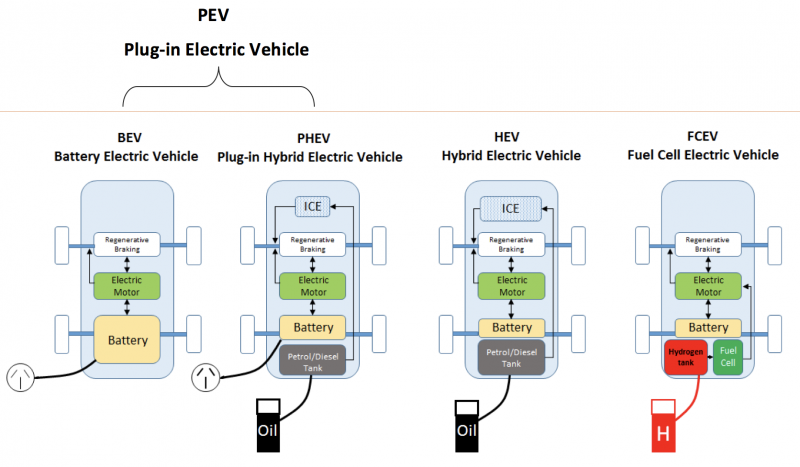 PEV
Plug-in Electric Vehicle
BEV
Battery Electric Vehicle
Regenerative
Braking
Electric
Motor
Battery
PHEV
Plug-in Hybrid Electric Vehicle
ICE
Regenerative
Braking
Electric
Motor
Battery
Petrol/Diesel
Tank
Oil
HEV
Hybrid Electric Vehicle
ICE
Regenerative
Braking
Electric
Motor
Battery
Petrol/Diesel
Tank
Oil
FCEV
Fuel Cell Electric Vehicle
Regenerative
Braking
Electric
Motor
Battery
Hydrogen
tank
Fuel
Cell
H